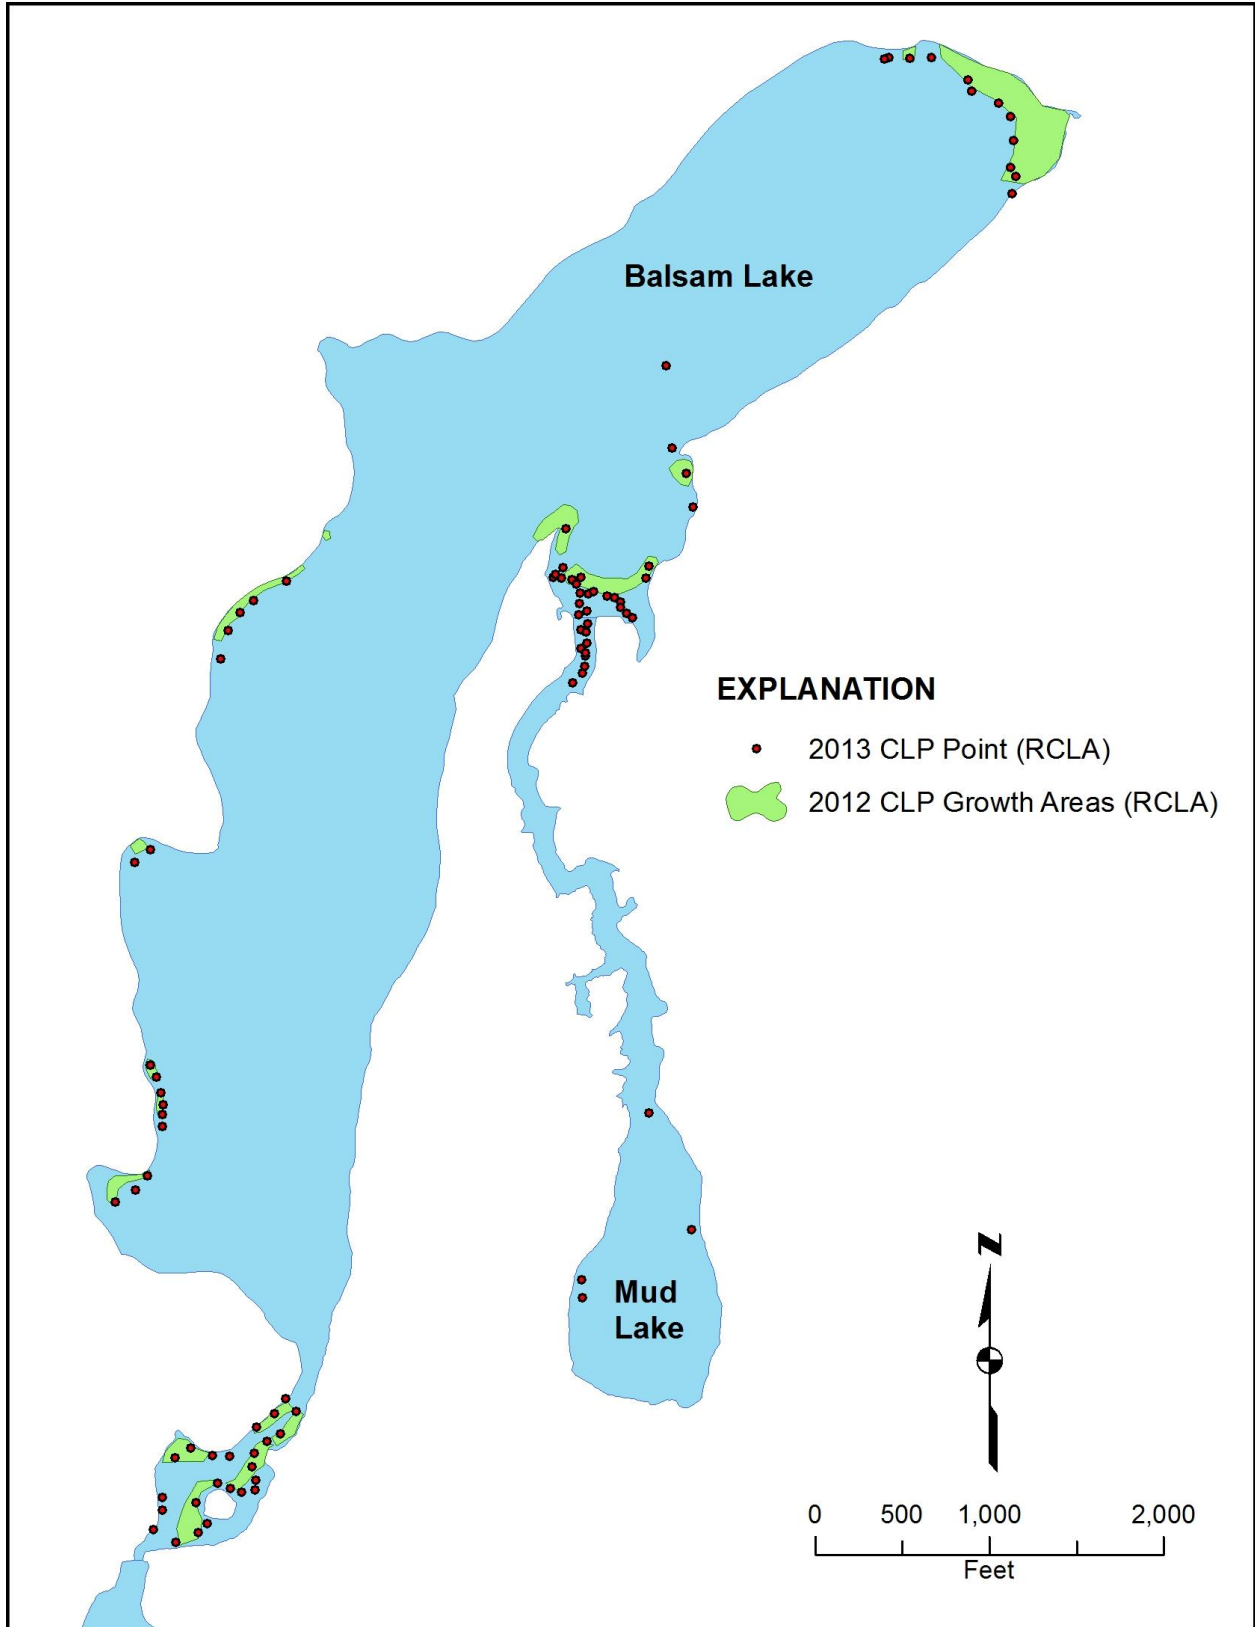 Balsam Lake
EXPLANATION
2013 CLP Point (RCLA)
2012 CLP Growth Areas (RCLA)
Mud
Lake
N
0 500 1,000 2,000
Feet